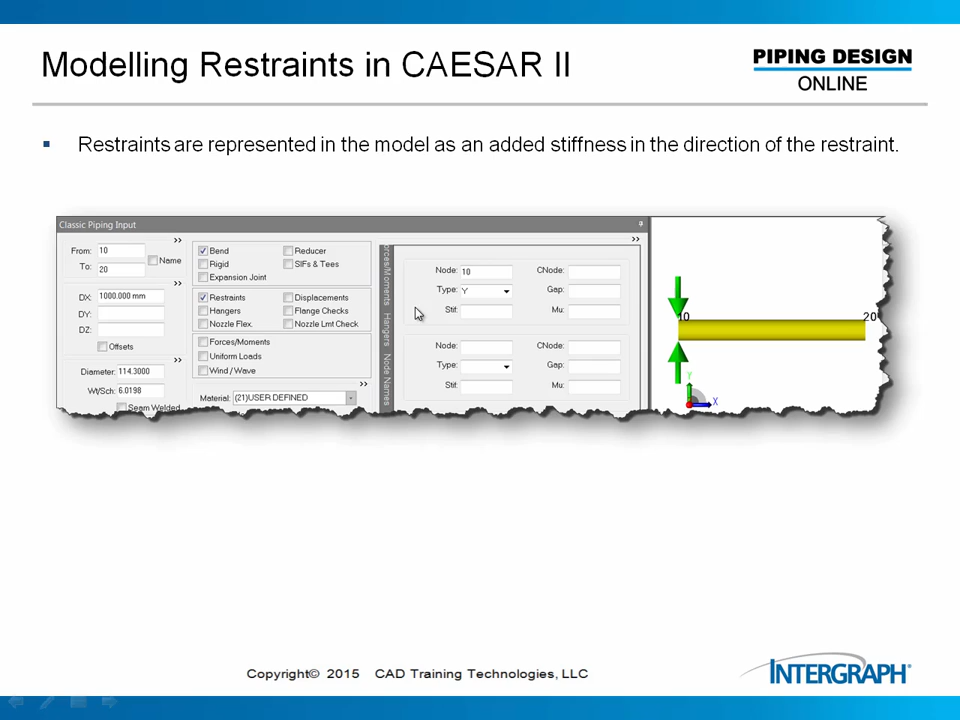 Modelling Restraints in CAESAR II
PIPING DESIGN
ONLINE
Restraints are represented in the model as an added stiffness in the direction of the restraint.
Classic Piping Input
From: 10
To: 20
Name
DX: 1000.000 mm
DY:
DZ:
Offsets
Diameter: 114.3000
Wt/Sch: 6.0198
Seam Welded
Bend
Reducer
Rigid
SIFs & Tees
Expansion Joint
Restraints
Displacements
Hangers
Flange Checks
Nozzle Flex.
Nozzle Lmt Check
Forces/Moments
Uniform Loads
Wind / Wave
Material: (21)USER DEFINED
orces/Moments
Hangers
Node Names
Node: 10
CNode:
Type: Y
Gap:
Stif:
Mu:
Node:
CNode:
Type:
Gap:
Stif:
Mu:
10
20
Y
X
Copyright© 2015 CAD Training Technologies, LLC
INTERGRAPH®